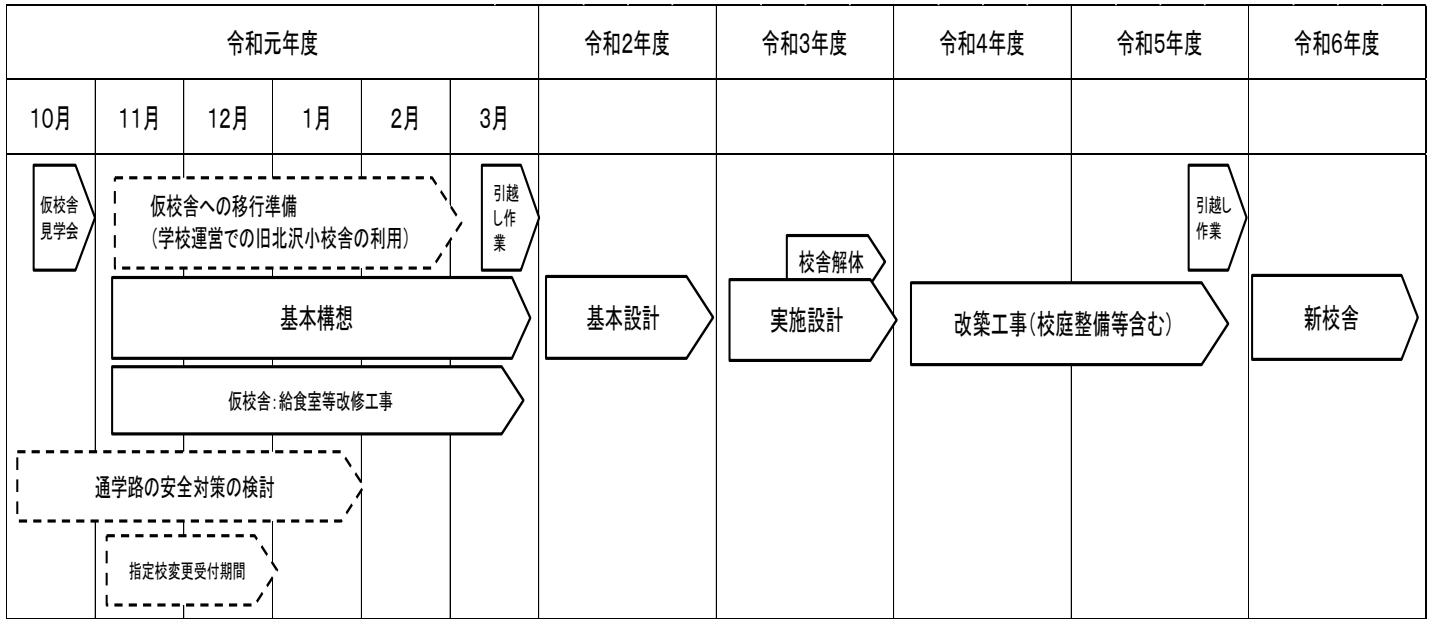 令和元年度
令和2年度
令和3年度
令和4年度
令和5年度
令和6年度
10月
11月
12月
1月
2月
3月
仮校舎
見学会
仮校舎への移行準備
(学校運営での旧北沢小校舎の利用)
引越
し作
業
引越し
作業
校舎解体
基本構想
基本設計
実施設計
改築工事(校庭整備等含む)
新校舎
仮校舎:給食室等改修工事
通学路の安全対策の検討
指定校変更受付期間